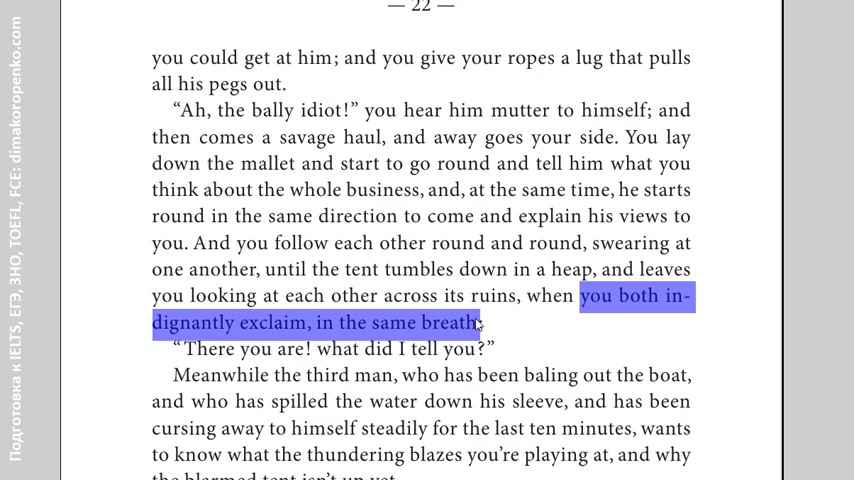 — 22 —
you could get at him; and you give your ropes a lug that pulls
all his pegs out.
“Ah, the bally idiot!” you hear him mutter to himself; and
then comes a savage haul, and away goes your side. You lay
down the mallet and start to go round and tell him what you
think about the whole business, and, at the same time, he starts
round in the same direction to come and explain his views to
you. And you follow each other round and round, swearing at
one another, until the tent tumbles down in a heap, and leaves
you looking at each other across its ruins, when you both in-
dignantly exclaim, in the same breath:
“There you are! what did I tell you?”
Meanwhile the third man, who has been baling out the boat,
and who has spilled the water down his sleeve, and has been
cursing away to himself steadily for the last ten minutes, wants
to know what the thundering blazes you’re playing at, and why
the blarmed tent isn’t up yet.
Подготовка к IELTS, ЕГЭ, ЗНО, TOEFL, FCE: dimakoropenko.com